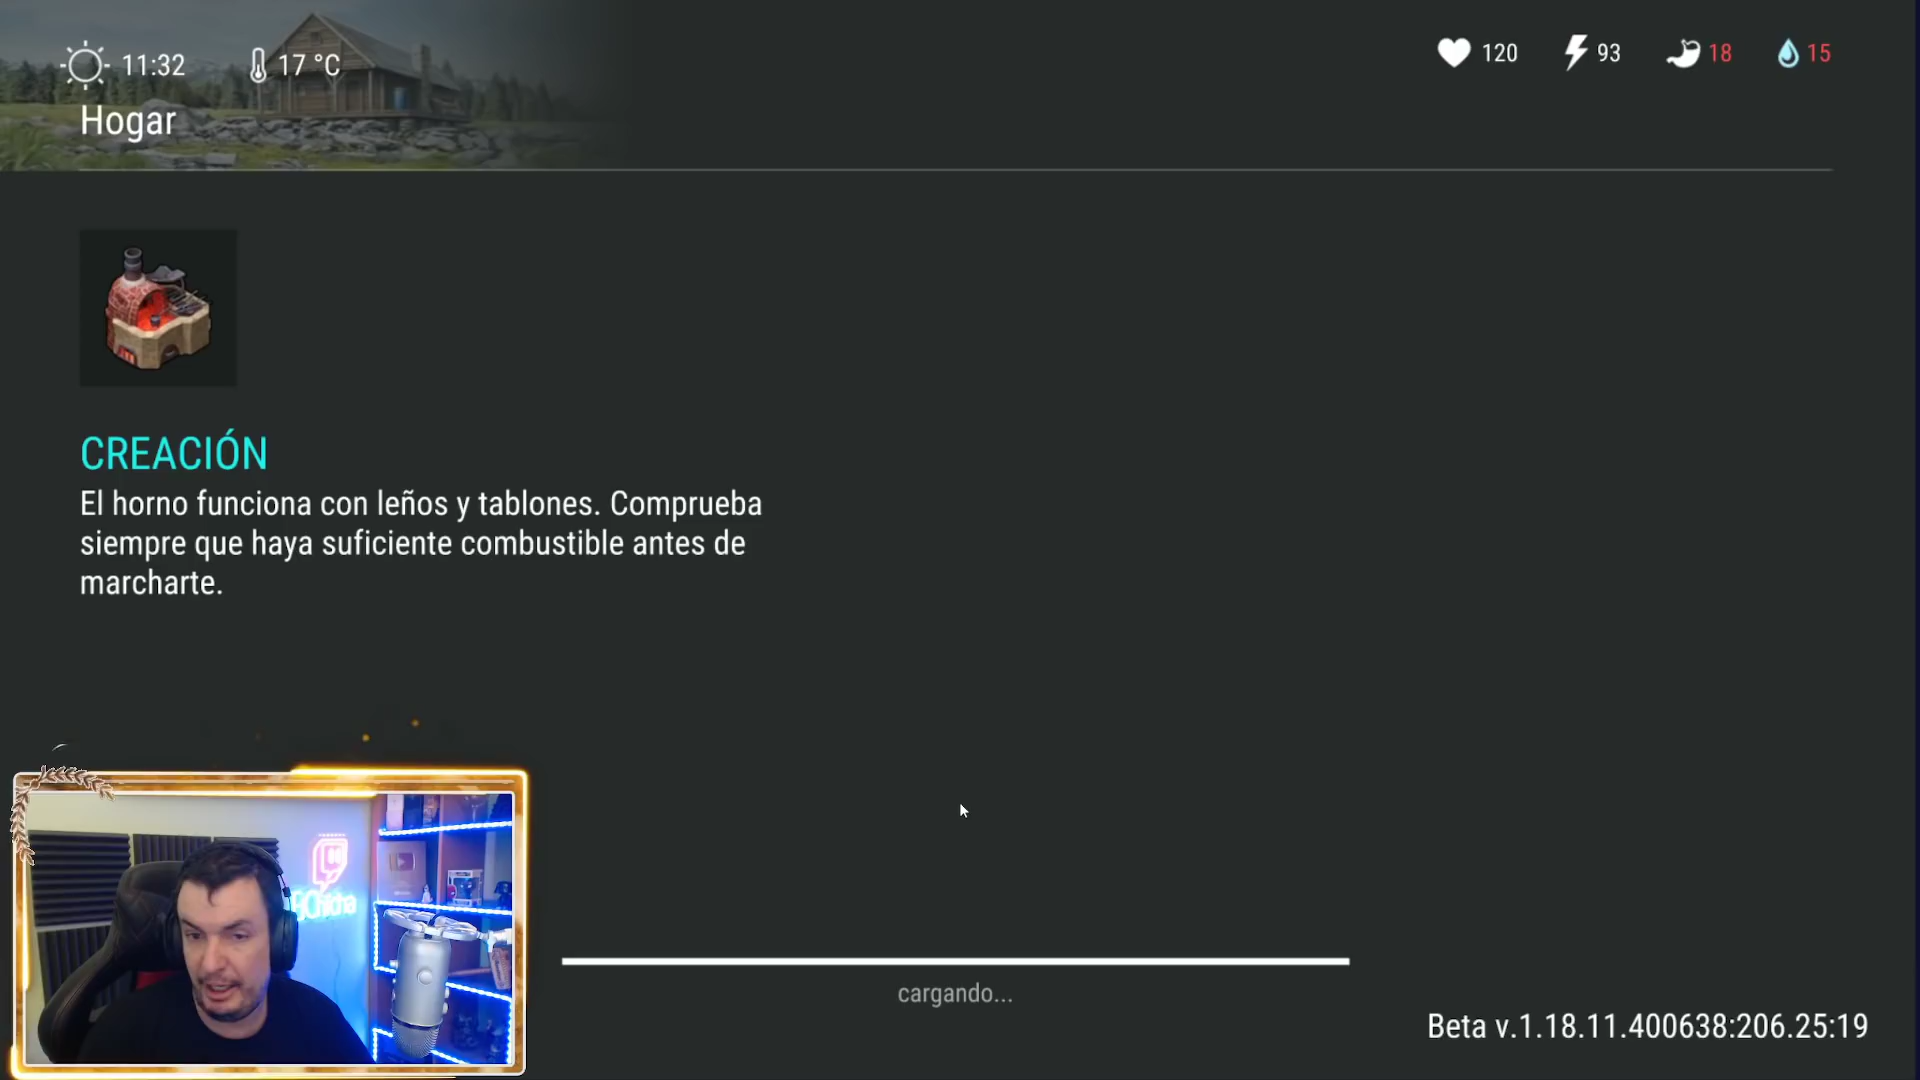 11:32
17 °C
120
93
18
15
Hogar
CREACIÓN
El horno funciona con leños y tablones. Comprueba
siempre que haya suficiente combustible antes de
marcharte.
cargando...
Beta v.1.18.11.400638:206.25:19